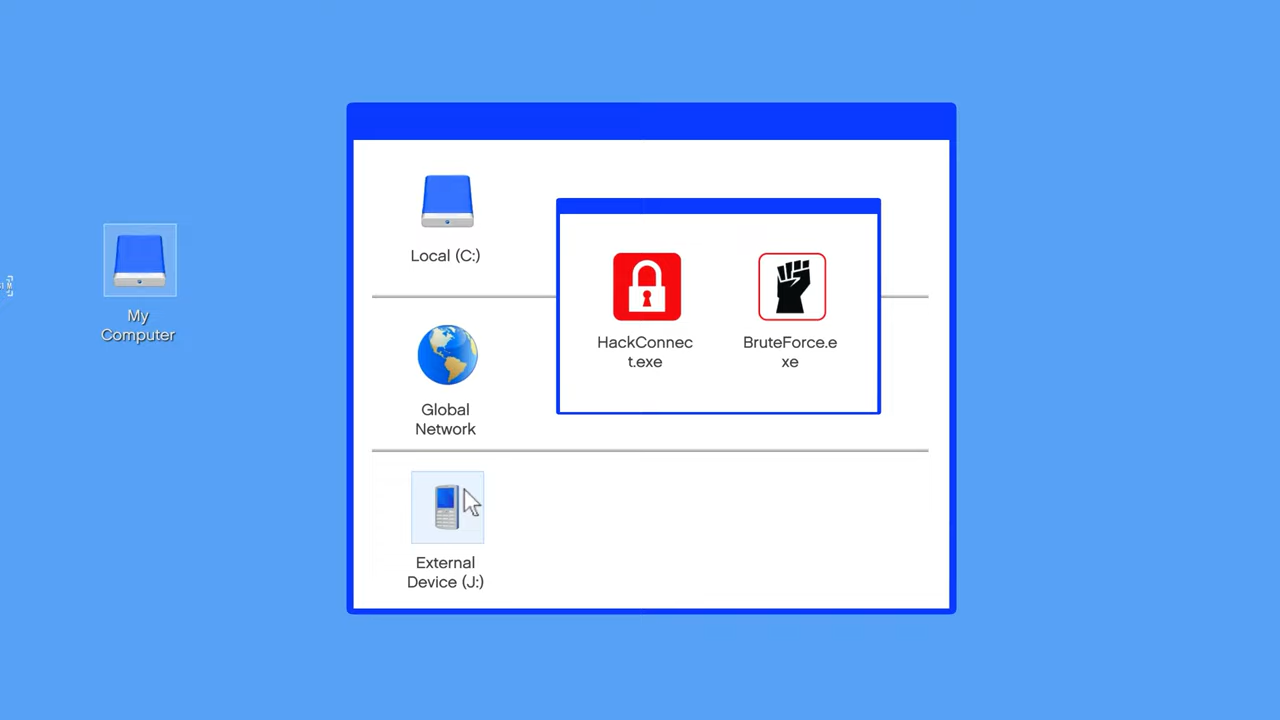 My
Computer
Local (C:)
Global
Network
External
Device (J:)
HackConnec
t.exe
BruteForce.e
xe